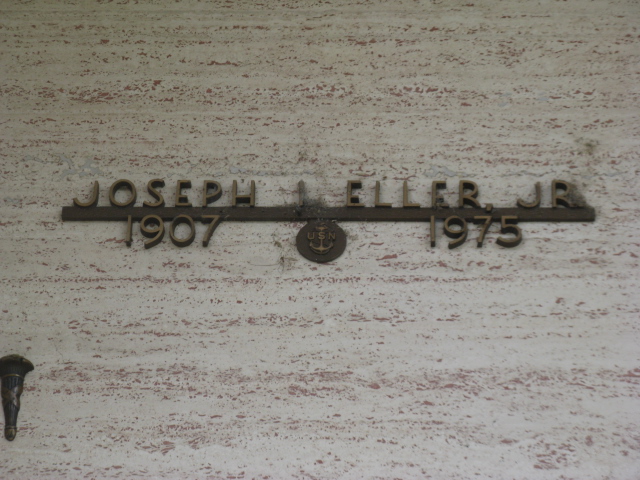 JOSEPH I. ELLER, JR.
1907 1975
USN